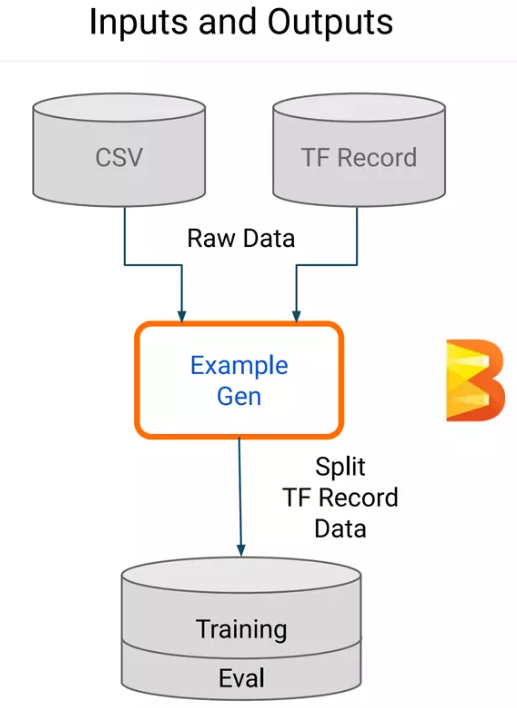 Inputs and Outputs
CSV
TF Record
Raw Data
Example
Gen
Split
TF Record
Data
Training
Eval